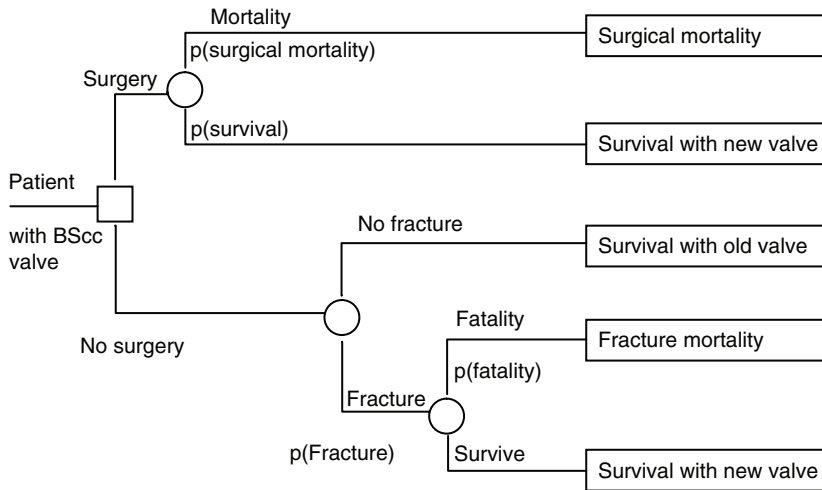 Mortality
Surgical mortality
p(surgical mortality)
Surgery
p(survival)
Survival with new valve
Patient
with BScc
valve
No fracture
Survival with old valve
No surgery
Fatality
Fracture mortality
p(fatality)
Fracture
p(Fracture)
Survive
Survival with new valve